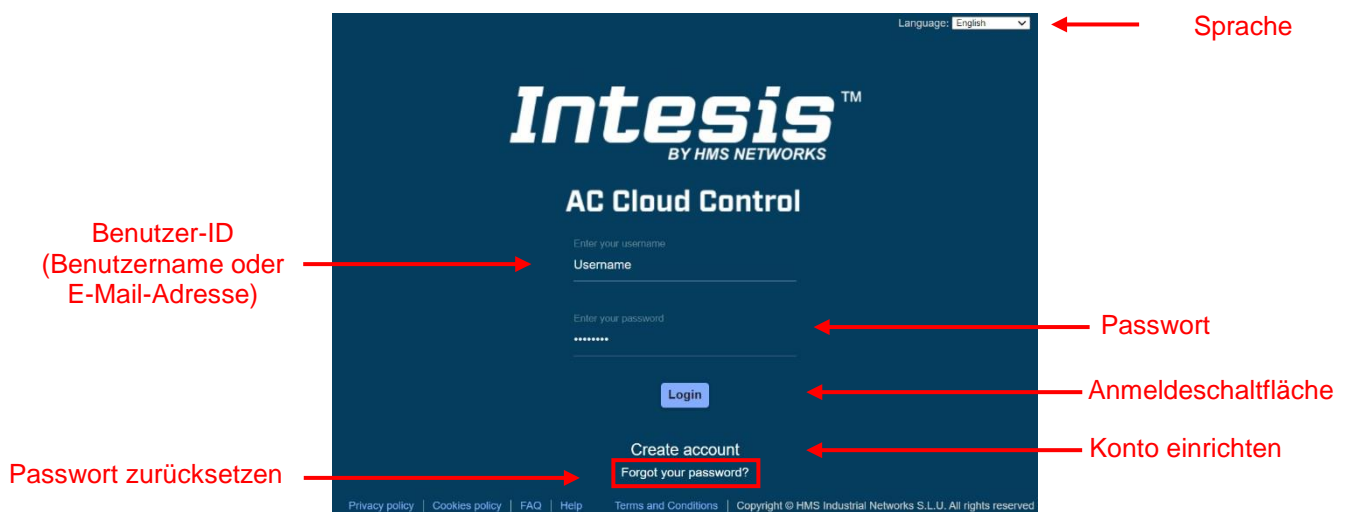 Language: English
Sprache
Intesis™
BY HMS NETWORKS
AC Cloud Control
Benutzer-ID
(Benutzername oder
E-Mail-Adresse)
Enter your username
Username
Enter your password
••••••••
Passwort
Login
Anmeldeschaltfläche
Create account
Konto einrichten
Forgot your password?
Passwort zurücksetzen
Privacy policy | Cookies policy | FAQ | Help Terms and Conditions | Copyright © HMS Industrial Networks S.L.U. All rights reserved